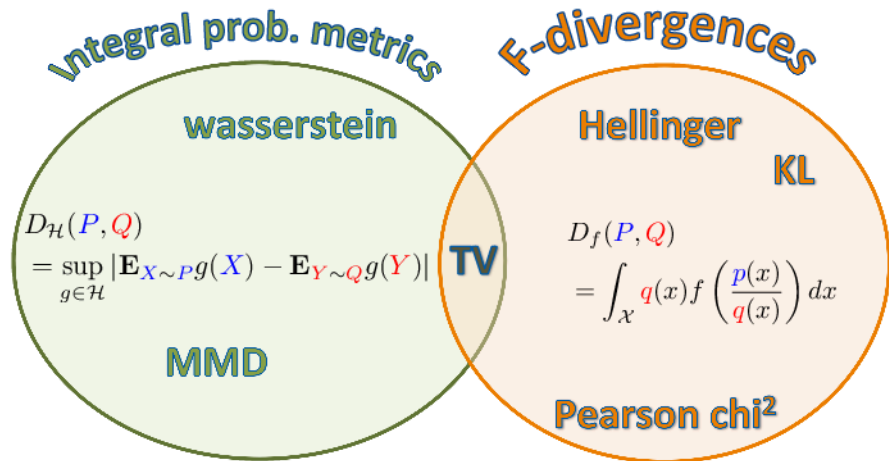 Integral prob. metrics
F-divergences
wasserstein
Hellinger
KL
D_ℋ(P, Q)
= sup_{g∈ℋ} |E_{X∼P} g(X) − E_{Y∼Q} g(Y)|
TV
D_f(P, Q)
= ∫_𝒳 q(x) f (p(x)/q(x)) dx
MMD
Pearson chi²